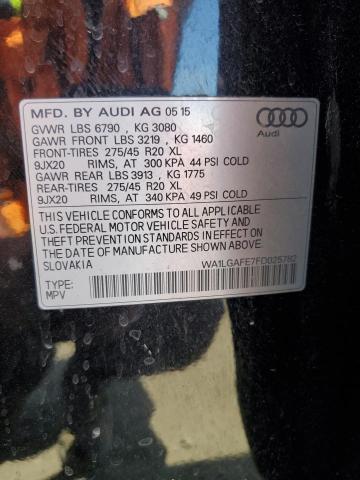 MFD. BY AUDI AG 05 15
GVWR LBS 6790 , KG 3080
GAWR FRONT LBS 3219 , KG 1460
FRONT-TIRES 275/45 R20 XL
9JX20 RIMS, AT 300 KPA 44 PSI COLD
GAWR REAR LBS 3913 , KG 1775
REAR-TIRES 275/45 R20 XL
9JX20 RIMS, AT 340 KPA 49 PSI COLD
THIS VEHICLE CONFORMS TO ALL APPLICABLE
U.S. FEDERAL MOTOR VEHICLE SAFETY, BUMPER AND
THEFT PREVENTION STANDARDS IN EFFECT ON
THE DATE OF MANUFACTURE SHOWN ABOVE
SLOVAKIA
WA1LGAFE7FD025782
TYPE:
MPV
Audi